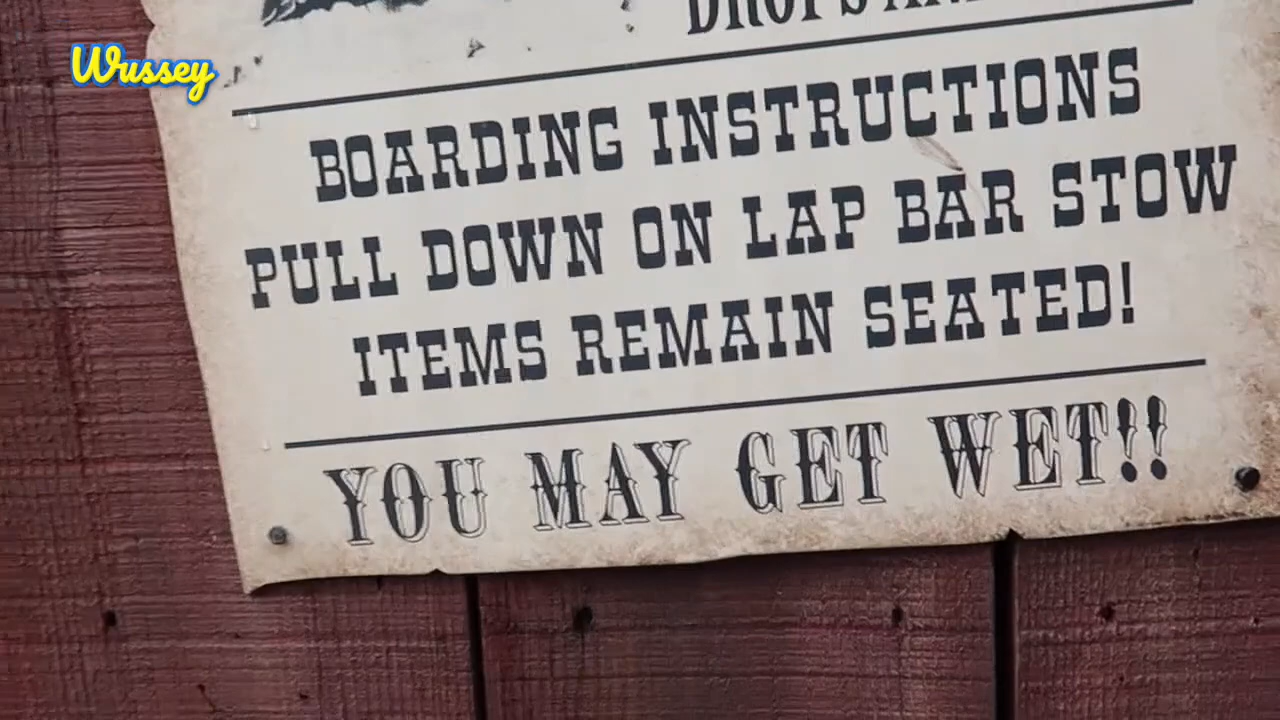 Wussey
BOARDING INSTRUCTIONS
PULL DOWN ON LAP BAR STOW
ITEMS REMAIN SEATED!
YOU MAY GET WET!!